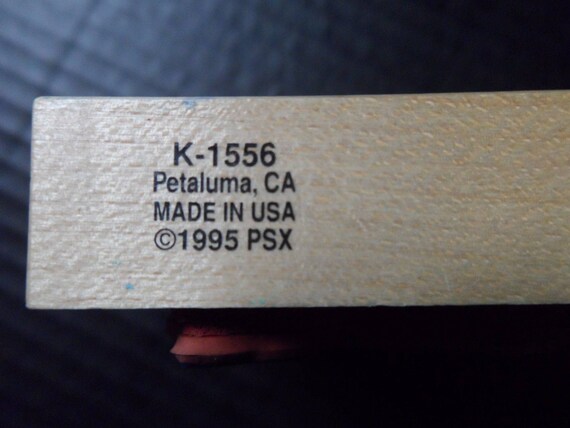 K-1556
Petaluma, CA
MADE IN USA
©1995 PSX